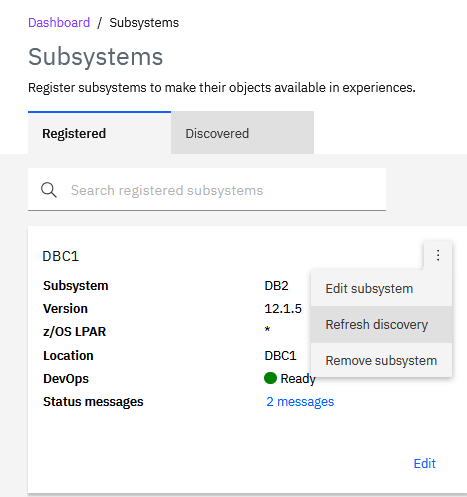 Dashboard / Subsystems
Subsystems
Register subsystems to make their objects available in experiences.
Registered Discovered
Search registered subsystems
DBC1
Subsystem DB2
Version 12.1.5
z/OS LPAR *
Location DBC1
DevOps Ready
Status messages 2 messages
Edit subsystem
Refresh discovery
Remove subsystem
Edit